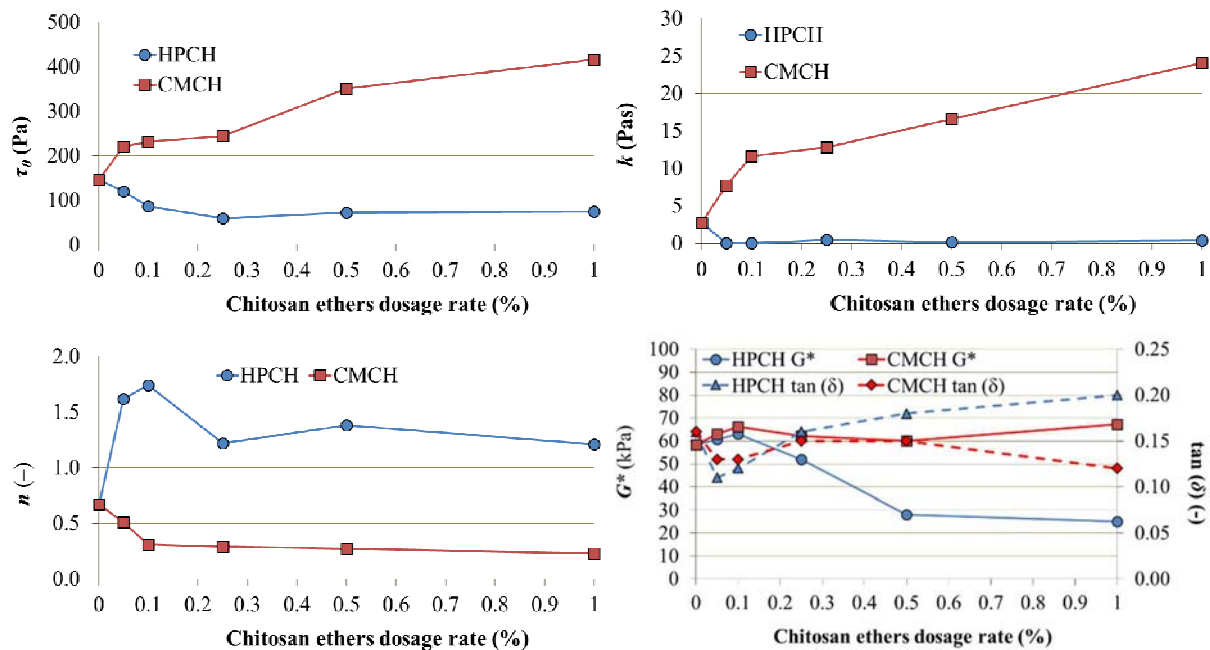 500
400
300
200
100
0
τ0 (Pa)
HPCH
CMCH
0 0.1 0.2 0.3 0.4 0.5 0.6 0.7 0.8 0.9 1
Chitosan ethers dosage rate (%)
30
25
20
15
10
5
0
k (Pas)
HPCH
CMCH
0 0.1 0.2 0.3 0.4 0.5 0.6 0.7 0.8 0.9 1
Chitosan ethers dosage rate (%)
2.0
1.5
1.0
0.5
0.0
n (–)
HPCH CMCH
0 0.1 0.2 0.3 0.4 0.5 0.6 0.7 0.8 0.9 1
Chitosan ethers dosage rate (%)
100
90
80
70
60
50
40
30
20
10
0
G* (kPa)
HPCH G* CMCH G*
HPCH tan (δ) CMCH tan (δ)
0.25
0.20
0.15
0.10
0.05
0.00
tan (δ) (-)
0 0.1 0.2 0.3 0.4 0.5 0.6 0.7 0.8 0.9 1
Chitosan ethers dosage rate (%)